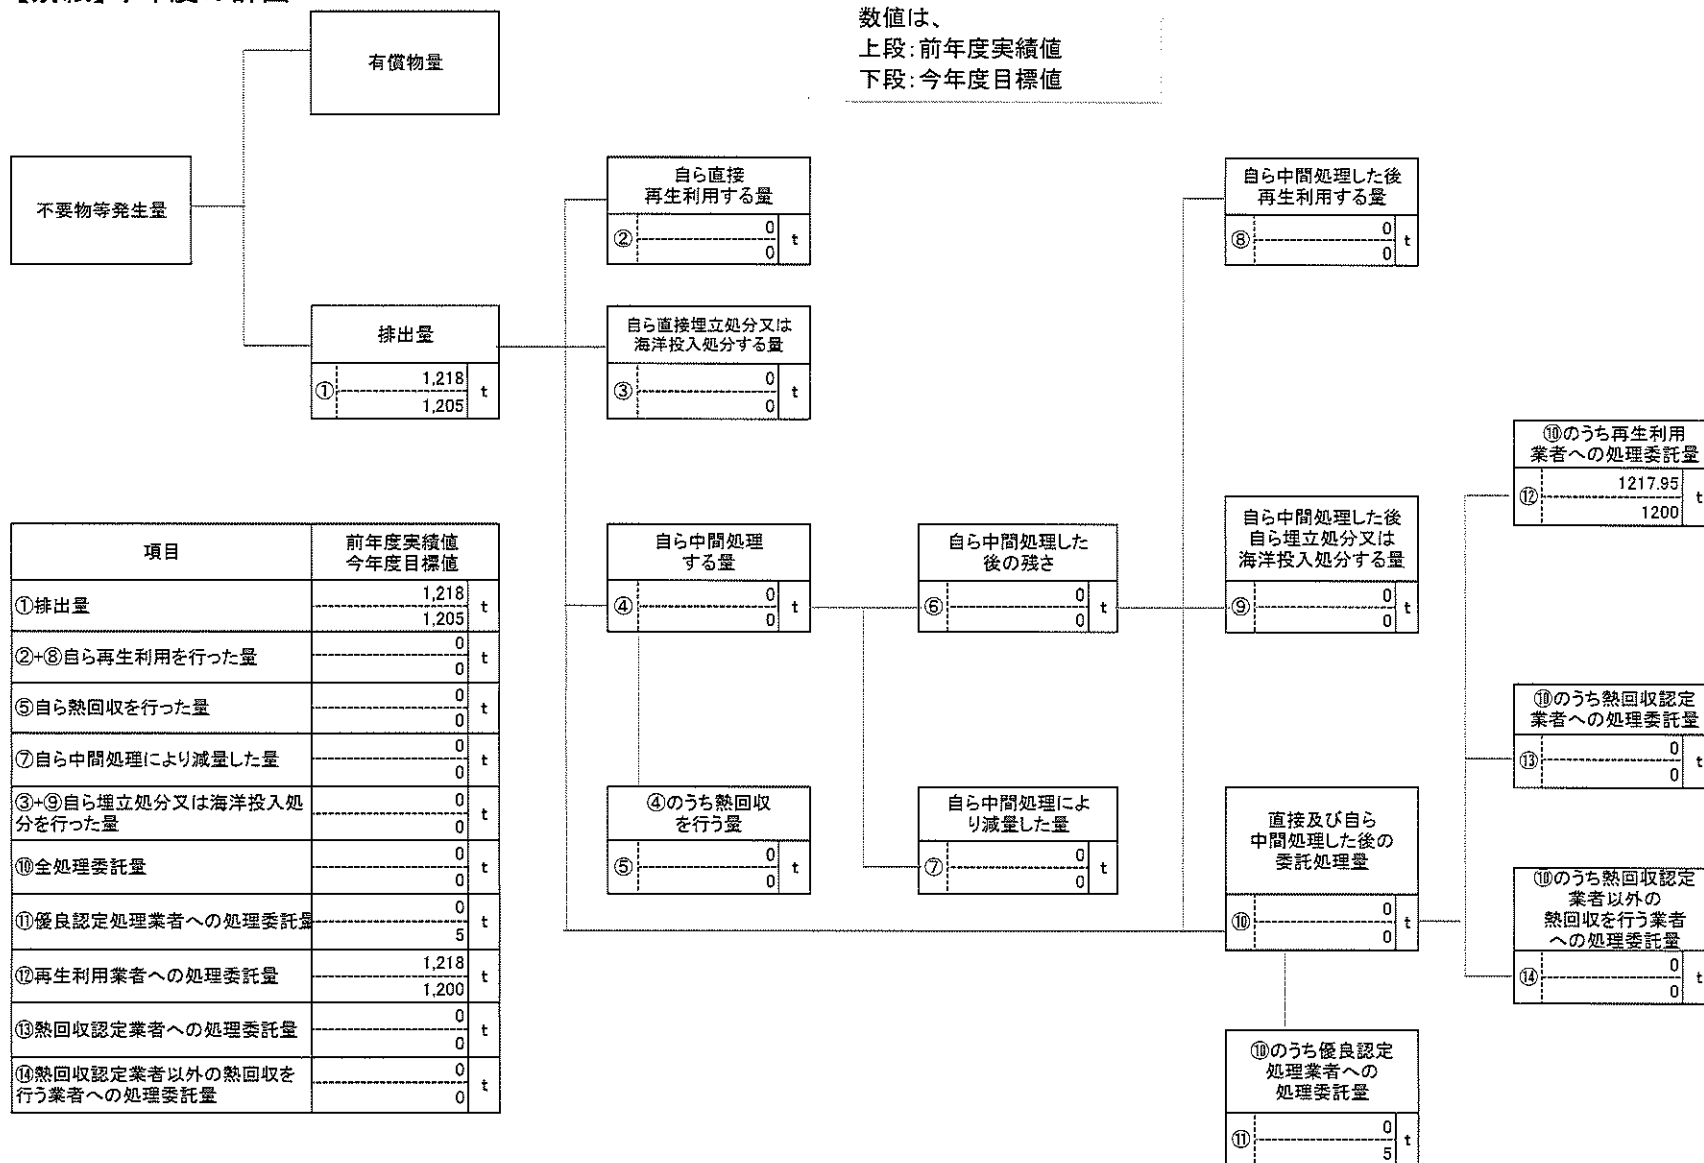 数値は、
上段:前年度実績値
下段:今年度目標値
有償物量
不要物等発生量
排出量
①
1,218
1,205
t
自ら直接
再生利用する量
②
0
0
t
自ら直接埋立処分又は
海洋投入処分する量
③
0
0
t
自ら中間処理
する量
④
0
0
t
④のうち熱回収
を行う量
⑤
0
0
t
自ら中間処理した
後の残さ
⑥
0
0
t
自ら中間処理によ
り減量した量
⑦
0
0
t
自ら中間処理した後
再生利用する量
⑧
0
0
t
自ら中間処理した後
自ら埋立処分又は
海洋投入処分する量
⑨
0
0
t
直接及び自ら
中間処理した後の
委託処理量
⑩
0
0
t
⑩のうち優良認定
処理業者への
処理委託量
⑪
0
5
t
⑩のうち再生利用
業者への処理委託量
⑫
1217.95
1200
t
⑩のうち熱回収認定
業者への処理委託量
⑬
0
0
t
⑩のうち熱回収認定
業者以外の
熱回収を行う業者
への処理委託量
⑭
0
0
t
項目
前年度実績値
今年度目標値
①排出量
1,218
1,205
t
②+⑧自ら再生利用を行った量
0
0
t
⑤自ら熱回収を行った量
0
0
t
⑦自ら中間処理により減量した量
0
0
t
③+⑨自ら埋立処分又は海洋投入処
分を行った量
0
0
t
⑩全処理委託量
0
0
t
⑪優良認定処理業者への処理委託量
0
5
t
⑫再生利用業者への処理委託量
1,218
1,200
t
⑬熱回収認定業者への処理委託量
0
0
t
⑭熱回収認定業者以外の熱回収を
行う業者への処理委託量
0
0
t